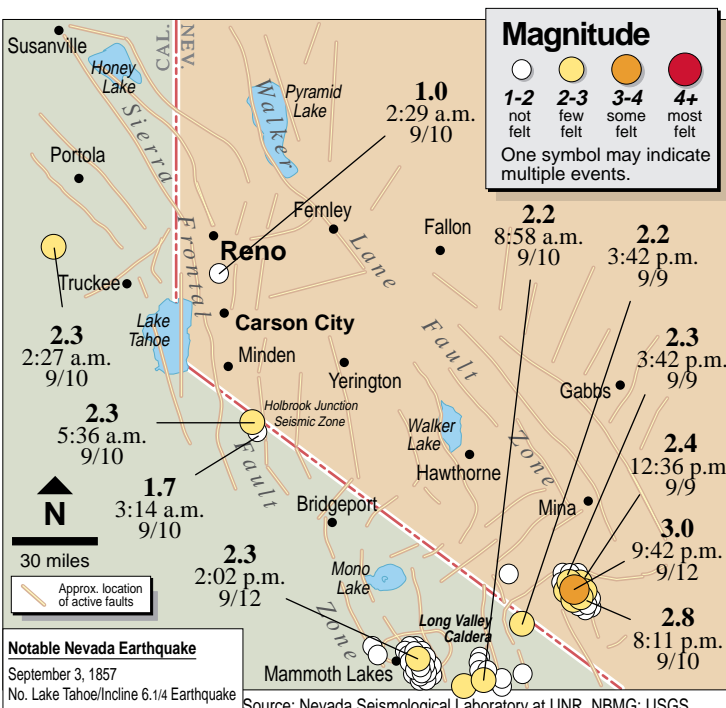 Susanville
CAL.
NEV.
Honey
Lake
Sierra
Frontal
Fault
Zone
Walker
Lane
Fault
Zone
Pyramid
Lake
1.0
2:29 a.m.
9/10
Magnitude
1-2 2-3 3-4 4+
not few some most
felt felt felt felt
One symbol may indicate
multiple events.
Portola
Fernley
Fallon
Reno
Truckee
2.2
8:58 a.m.
9/10
2.2
3:42 p.m.
9/9
Lake
Tahoe
Carson City
Minden
Yerington
2.3
2:27 a.m.
9/10
2.3
3:42 p.m.
9/9
Gabbs
2.3
5:36 a.m.
9/10
Holbrook Junction
Seismic Zone
Walker
Lake
Hawthorne
2.4
12:36 p.m
9/9
1.7
3:14 a.m.
9/10
Mina
N
30 miles
Bridgeport
3.0
9:42 p.m.
9/12
2.3
2:02 p.m.
9/12
Mono
Lake
Approx. location
of active faults
2.8
8:11 p.m.
9/10
Long Valley
Caldera
Mammoth Lakes
Notable Nevada Earthquake
September 3, 1857
No. Lake Tahoe/Incline 6.1/4 Earthquake
Source: Nevada Seismological Laboratory at UNR, NBMG; USGS